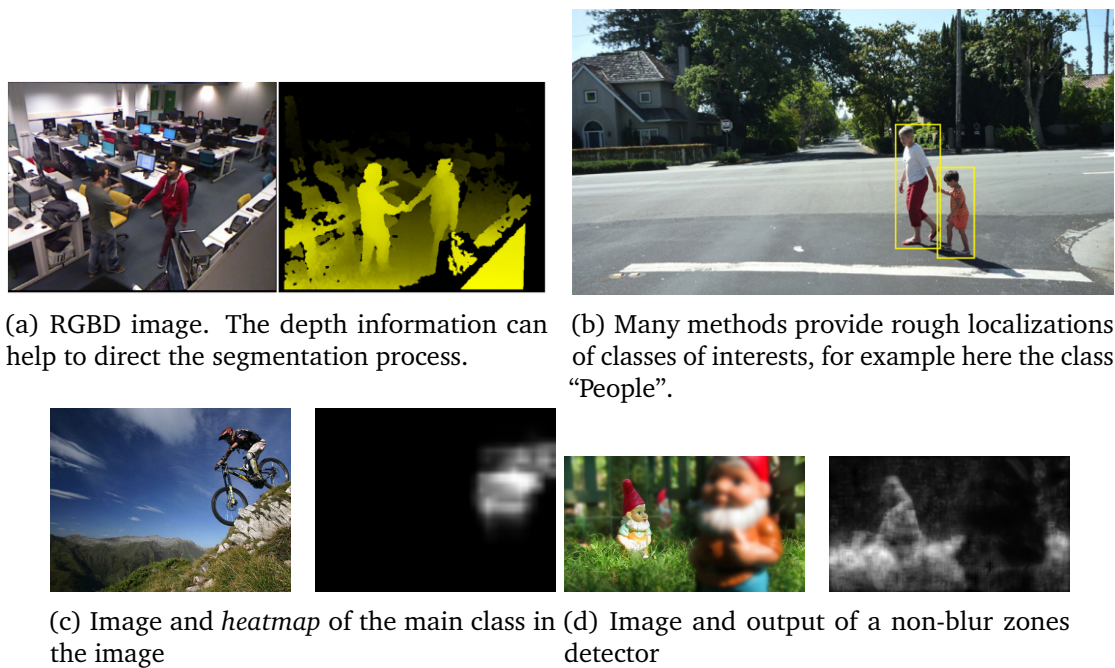 (a) RGBD image. The depth information can
help to direct the segmentation process.
(b) Many methods provide rough localizations
of classes of interests, for example here the class
“People”.
(c) Image and heatmap of the main class in
the image
(d) Image and output of a non-blur zones
detector